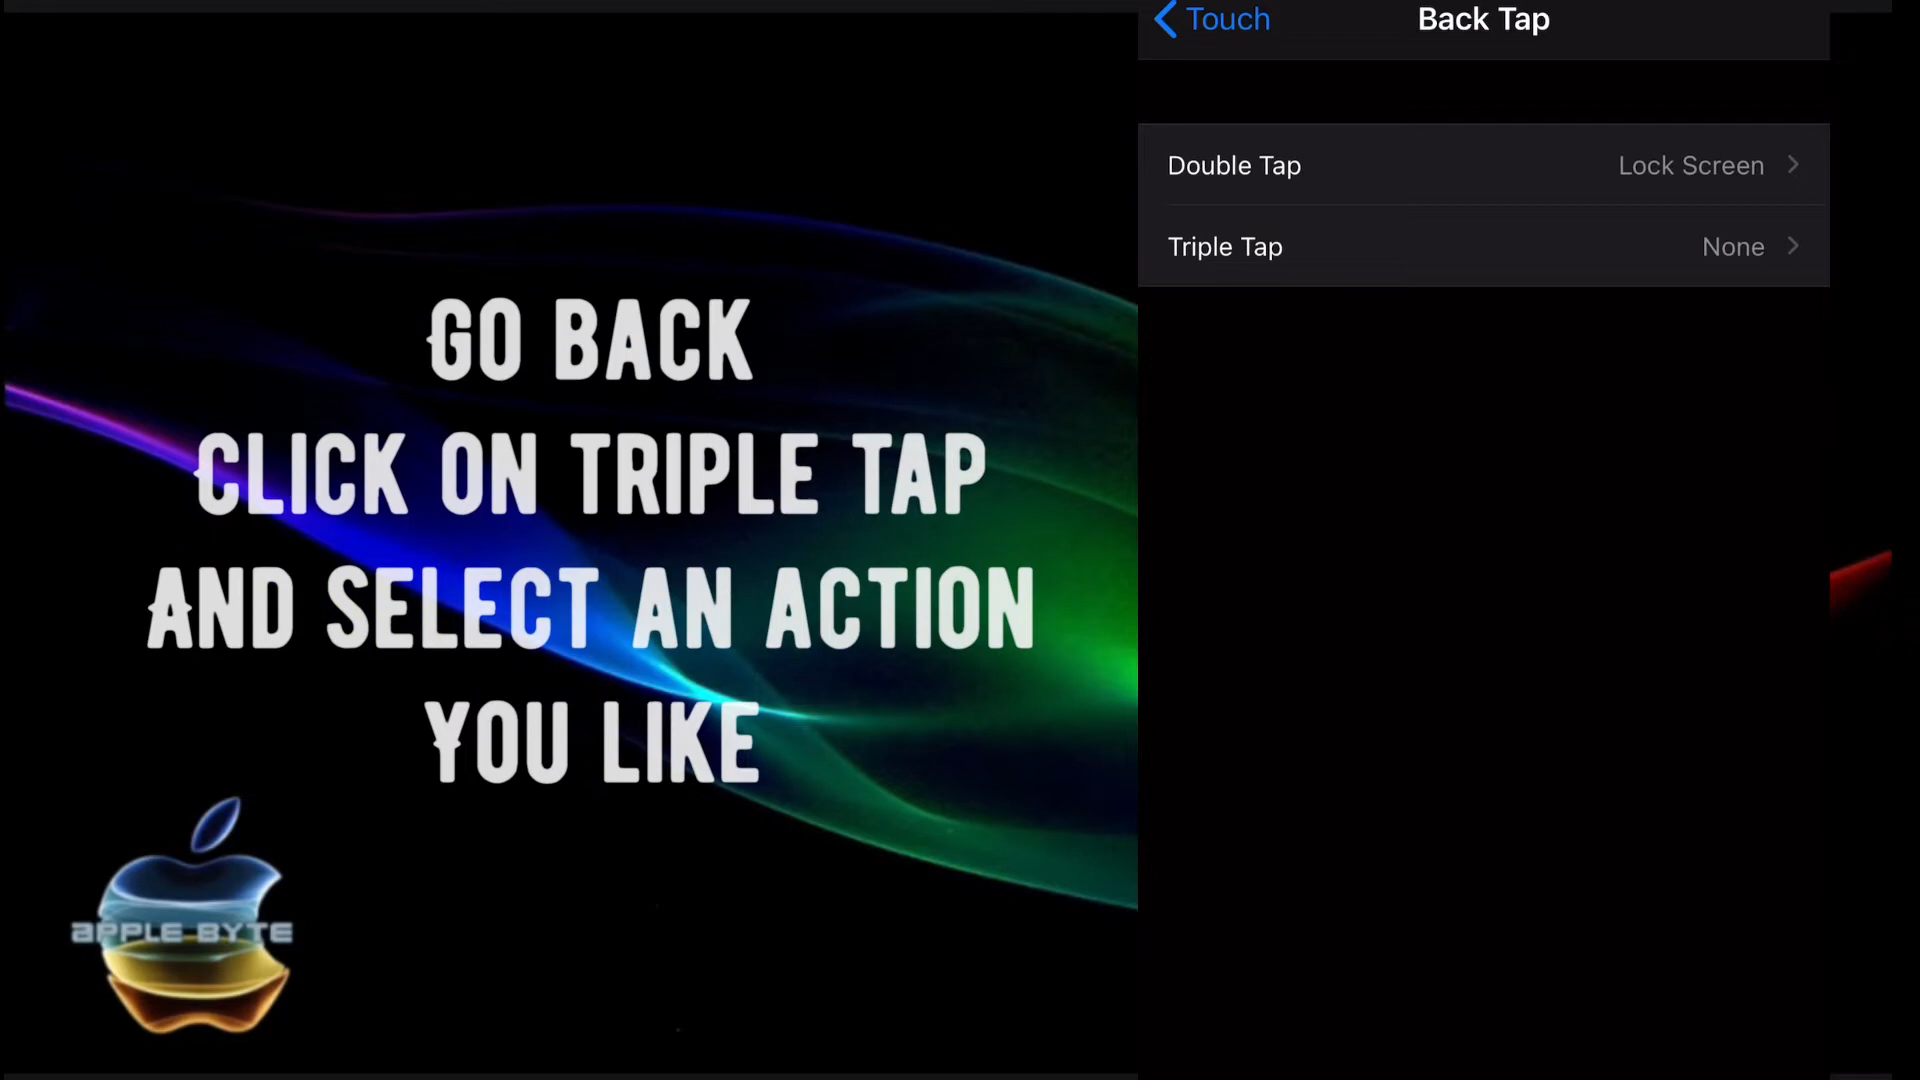 Touch
Back Tap
Double Tap
Lock Screen
Triple Tap
None
GO BACK
CLICK ON TRIPLE TAP
AND SELECT AN ACTION
YOU LIKE
APPLE BYTE